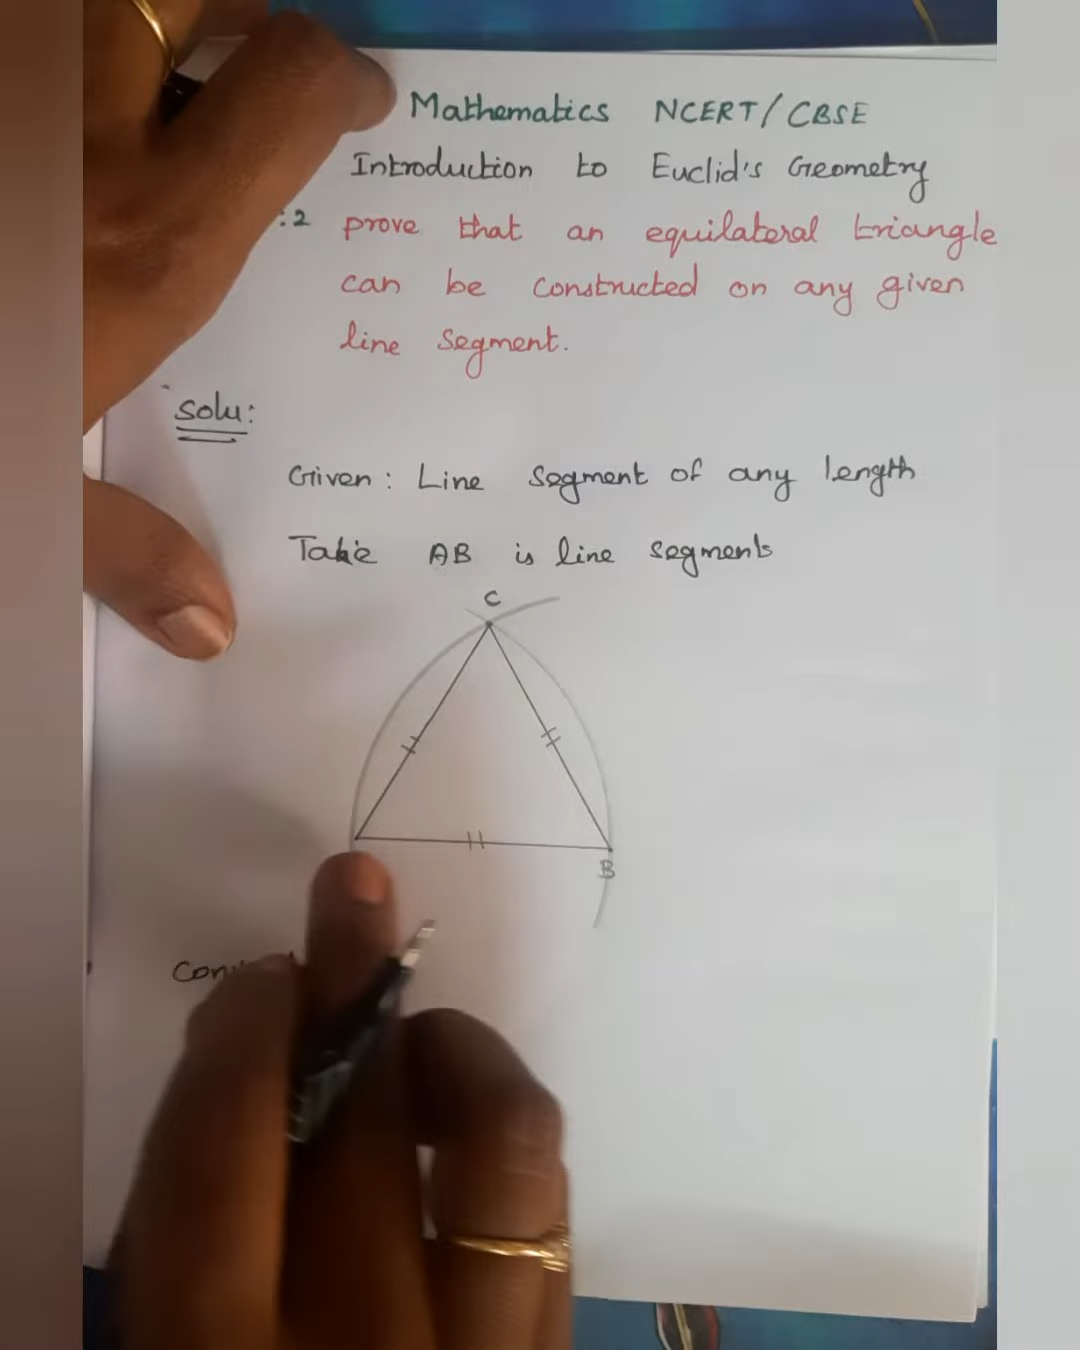 Mathematics NCERT/CBSE
Introduction to Euclid's Geometry
:2 prove that an equilateral triangle
can be constructed on any given
line segment.
Solu:
Given: Line segment of any length
Take AB is line segments
C
B